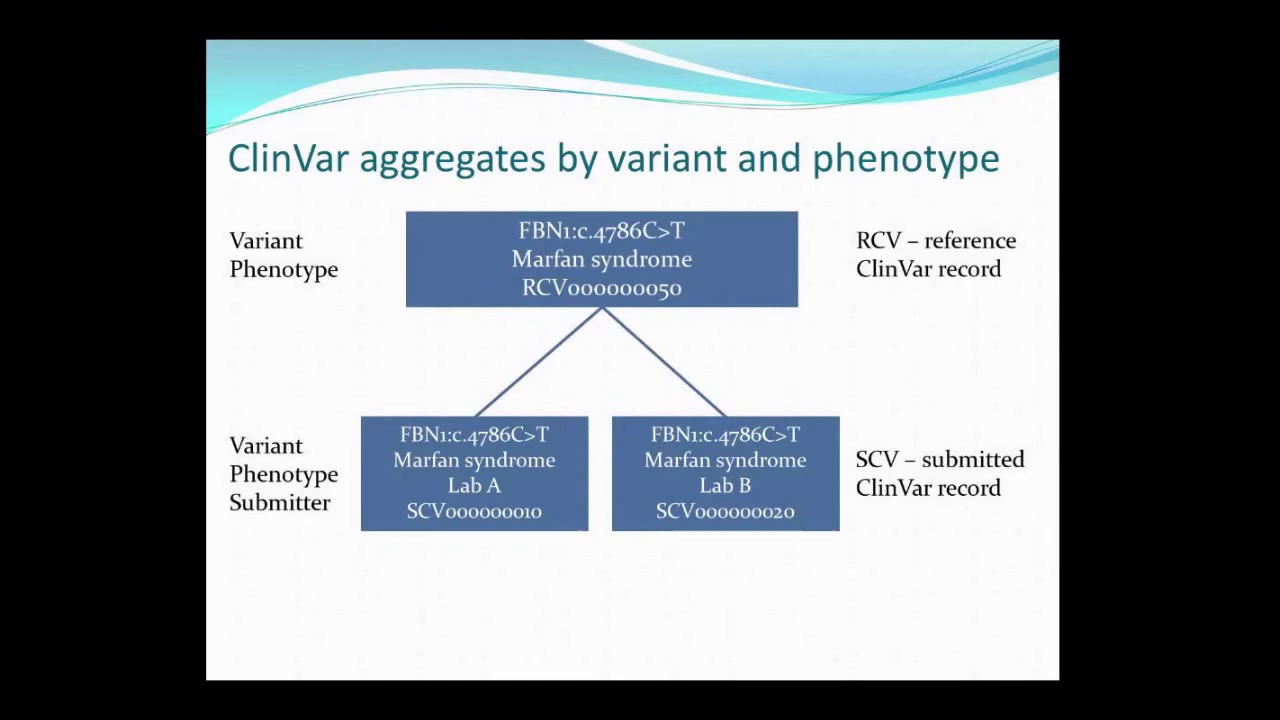 ClinVar aggregates by variant and phenotype
Variant
Phenotype
FBN1:c.4786C>T
Marfan syndrome
RCV000000050
RCV – reference
ClinVar record
Variant
Phenotype
Submitter
FBN1:c.4786C>T
Marfan syndrome
Lab A
SCV000000010
FBN1:c.4786C>T
Marfan syndrome
Lab B
SCV000000020
SCV – submitted
ClinVar record